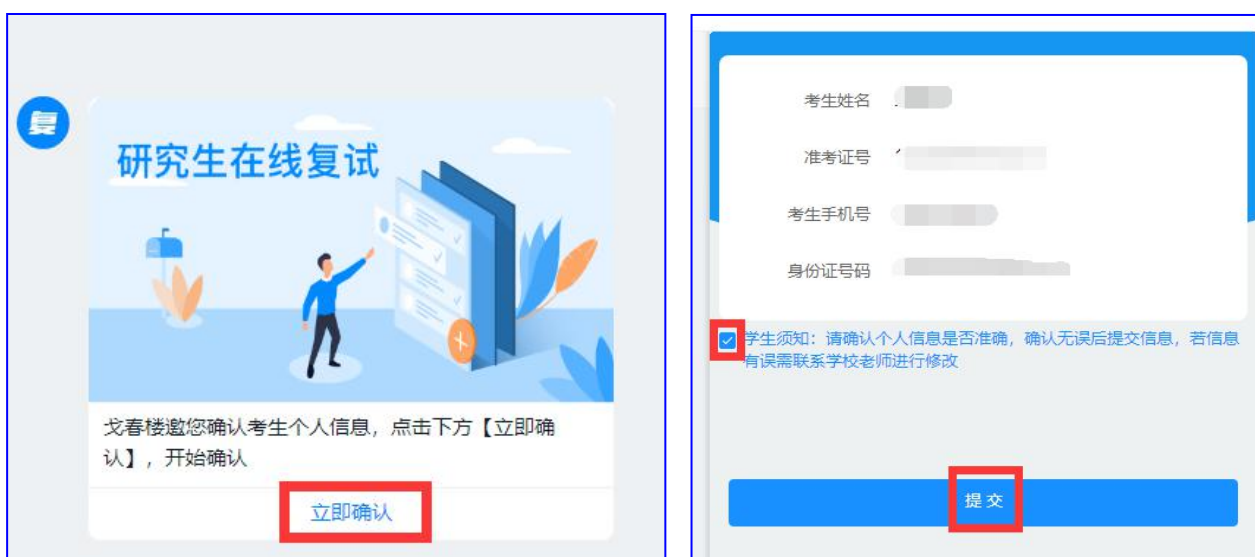 复
研究生在线复试
戈春楼邀您确认考生个人信息，点击下方【立即确
认】，开始确认
立即确认
考生姓名
准考证号
考生手机号
身份证号码
学生须知：请确认个人信息是否准确，确认无误后提交信息，若信息
有误需联系学校老师进行修改
提交